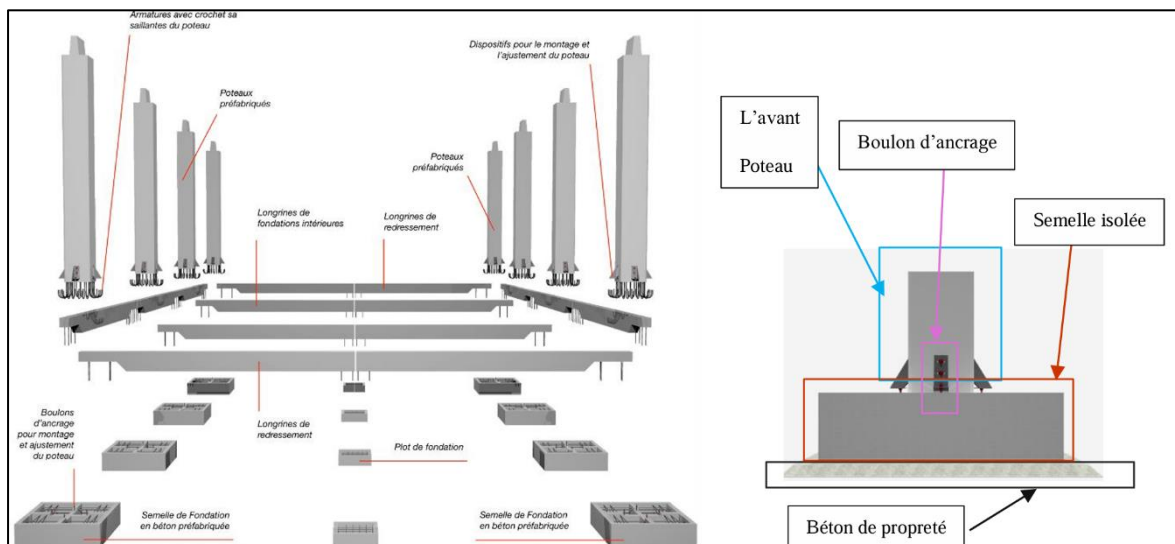 Armatures avec crochet sa
saillantes du poteau
Dispositifs pour le montage et
l'ajustement du poteau
Poteaux
préfabriqués
Poteaux
préfabriqués
Longrines de
fondations intérieures
Longrines de
redressement
Boulons
d'ancrage
pour montage
et ajustement
du poteau
Longrines de
redressement
Plot de fondation
Semelle de Fondation
en béton préfabriquée
Semelle de Fondation
en béton préfabriquée
L'avant
Poteau
Boulon d'ancrage
Semelle isolée
Béton de propreté